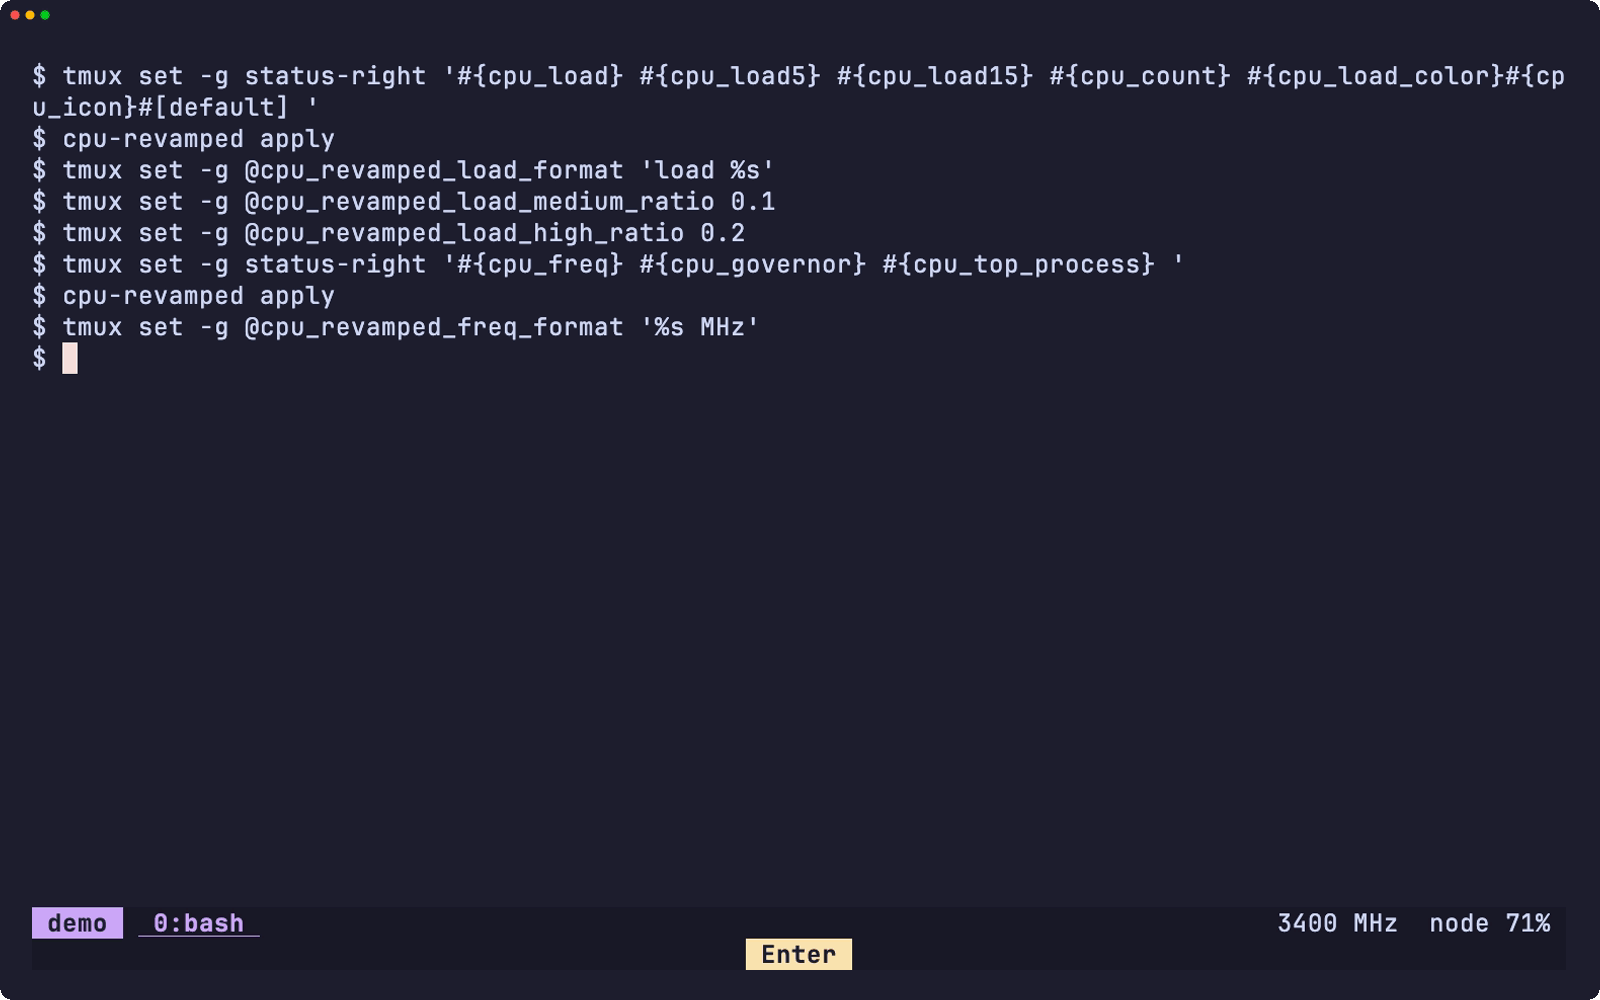 $ tmux set -g status-right '#{cpu_load} #{cpu_load5} #{cpu_load15} #{cpu_count} #{cpu_load_color}#{cp
u_icon}#[default] '
$ cpu-revamped apply
$ tmux set -g @cpu_revamped_load_format 'load %s'
$ tmux set -g @cpu_revamped_load_medium_ratio 0.1
$ tmux set -g @cpu_revamped_load_high_ratio 0.2
$ tmux set -g status-right '#{cpu_freq} #{cpu_governor} #{cpu_top_process} '
$ cpu-revamped apply
$ tmux set -g @cpu_revamped_freq_format '%s MHz'
$
demo 0:bash 3400 MHz  node 71%
Enter